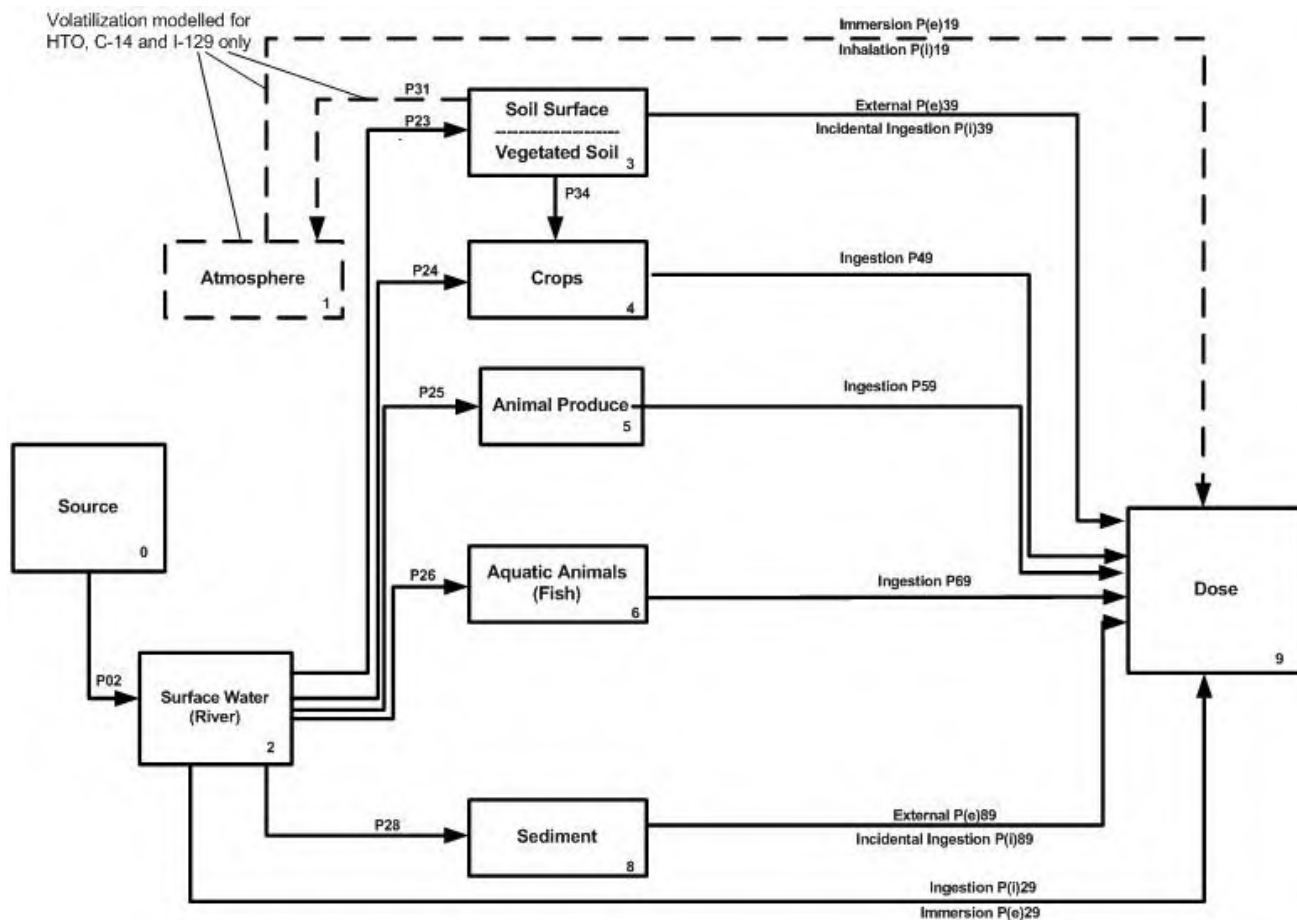 Volatilization modelled for
HTO, C-14 and I-129 only
Immersion P(e)19
Inhalation P(i)19
P31
P23
Soil Surface
Vegetated Soil
3
External P(e)39
Incidental Ingestion P(i)39
P34
Atmosphere
1
P24
Crops
4
Ingestion P49
P25
Animal Produce
5
Ingestion P59
Source
0
P26
Aquatic Animals
(Fish)
6
Ingestion P69
Dose
9
P02
Surface Water
(River)
2
P28
Sediment
8
External P(e)89
Incidental Ingestion P(i)89
Ingestion P(i)29
Immersion P(e)29